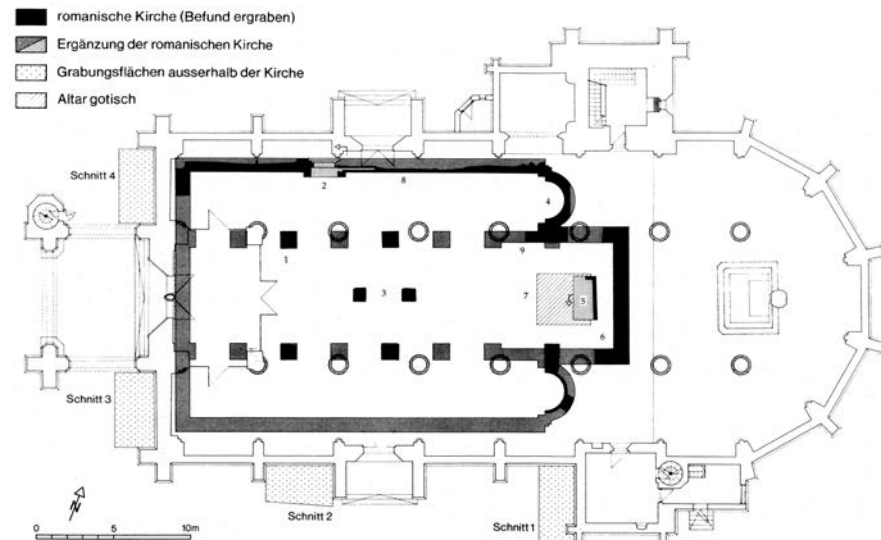 romanische Kirche (Befund ergraben)
Ergänzung der romanischen Kirche
Grabungsflächen ausserhalb der Kirche
Altar gotisch
Schnitt 4
2
8
4
1
9
3
7
5
6
Schnitt 3
Schnitt 2
Schnitt 1
N
0 5 10m